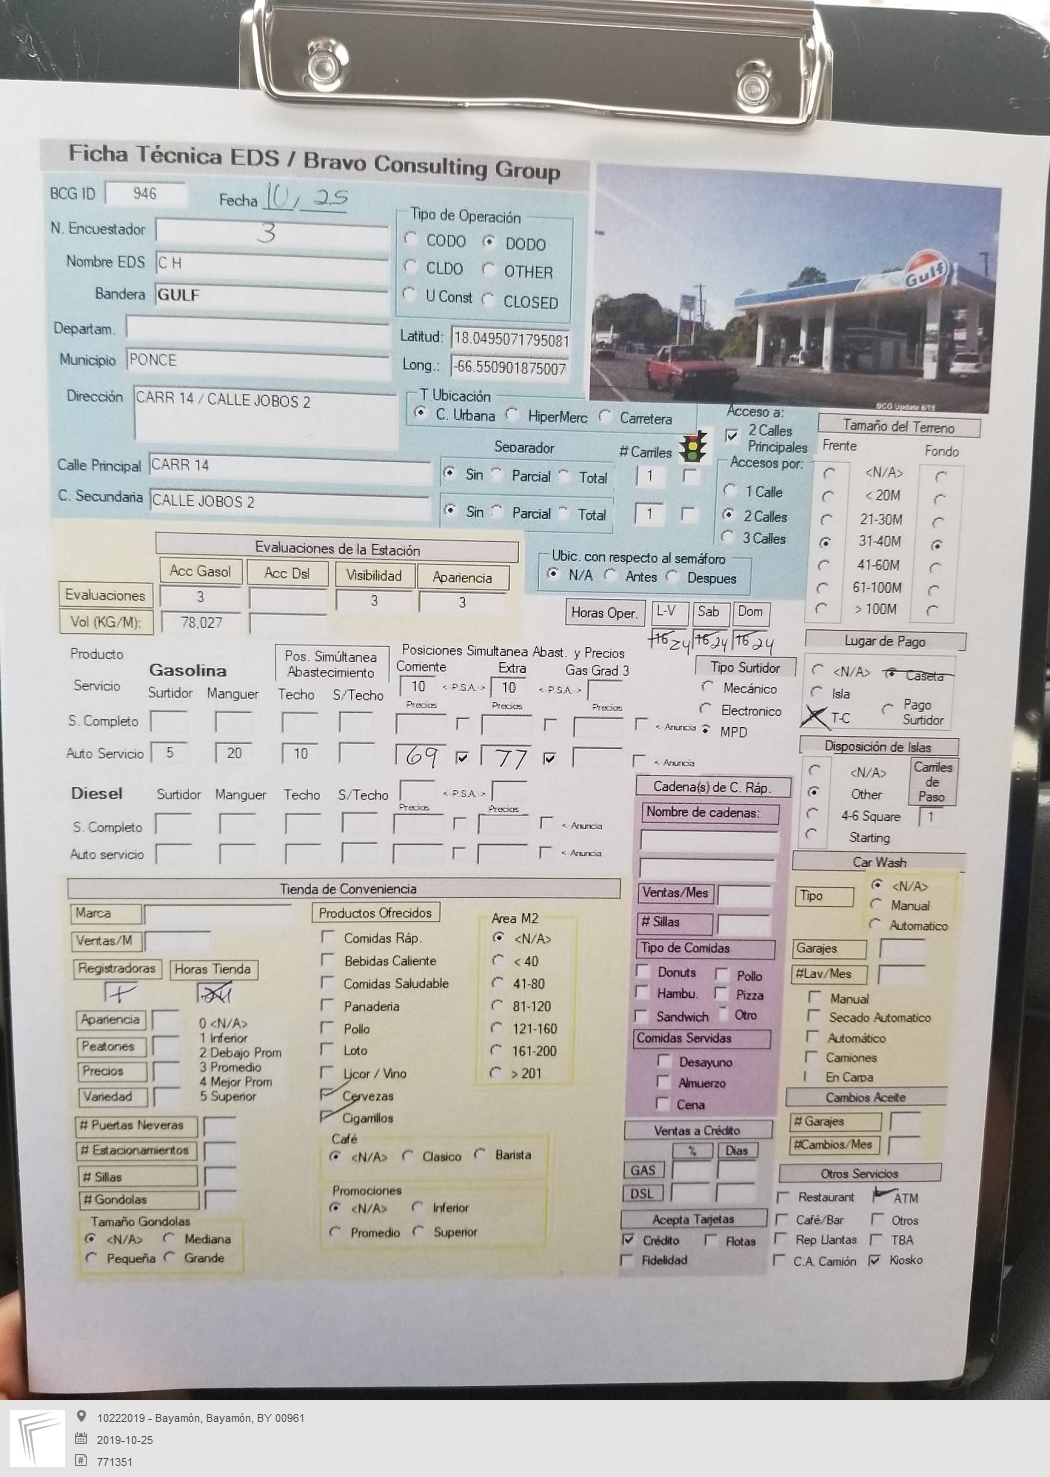 Ficha Técnica EDS / Bravo Consulting Group
BCG ID 946 Fecha 10, 25
N. Encuestador 3
Nombre EDS C H
Bandera GULF
Departam.
Municipio PONCE
Tipo de Operación
CODO DODO
CLDO OTHER
U Const CLOSED
Latitud: 18.0495071795081
Long.: -66.550901875007
Gulf
BCG Update 6/15
Dirección CARR 14 / CALLE JOBOS 2
T Ubicación
C. Urbana HiperMerc Carretera
Acceso a:
2 Calles
Principales
Calle Principal CARR 14
C. Secundaria CALLE JOBOS 2
Separador # Carriles
Sin Parcial Total 1
Sin Parcial Total 1
Accesos por:
1 Calle
2 Calles
3 Calles
Tamaño del Terreno
Frente Fondo
<N/A>
< 20M
21-30M
31-40M
41-60M
61-100M
> 100M
Evaluaciones de la Estación
Acc Gasol Acc Dsl Visibilidad Apariencia
Evaluaciones 3 3 3
Vol (KG/M): 78,027
Ubic. con respecto al semáforo
N/A Antes Despues
Horas Oper. L-V Sab Dom
16 24 16 24 16 24
Lugar de Pago
<N/A> Caseta
Isla
T-C Pago
Surtidor
Producto
Servicio
Gasolina
Surtidor Manguer
Pos. Simúltanea
Abastecimiento
Techo S/Techo
Posiciones Simultanea Abast. y Precios
Corriente Extra Gas Grad 3
10 < P.S.A. > 10 < P.S.A. >
Precios Precios Precios
S. Completo < Anuncia
Auto Servicio 5 20 10 69 77 < Anuncia
Tipo Surtidor
Mecánico
Electronico
MPD
Disposición de Islas
<N/A>
Other
4-6 Square
Starting
Carriles
de
Paso
1
Diesel Surtidor Manguer Techo S/Techo < P.S.A. >
Precios Precios
S. Completo < Anuncia
Auto servicio < Anuncia
Cadena(s) de C. Ráp.
Nombre de cadenas:
Ventas/Mes
# Sillas
Tipo de Comidas
Donuts Pollo
Hambu. Pizza
Sandwich Otro
Comidas Servidas
Desayuno
Almuerzo
Cena
Ventas a Crédito
% Dias
GAS
DSL
Acepta Tarjetas
Crédito Flotas
Fidelidad
Car Wash
Tipo <N/A>
Manual
Automatico
Garajes
#Lav/Mes
Manual
Secado Automatico
Automático
Camiones
En Carpa
Cambios Aceite
# Garajes
#Cambios/Mes
Otros Servicios
Restaurant ATM
Café/Bar Otros
Rep Llantas TBA
C.A. Camión Kiosko
Tienda de Conveniencia
Marca
Ventas/M
Registradoras Horas Tienda
Apariencia
Peatones
Precios
Variedad
0 <N/A>
1 Inferior
2 Debajo Prom
3 Promedio
4 Mejor Prom
5 Superior
# Puertas Neveras
# Estacionamientos
# Sillas
# Gondolas
Tamaño Gondolas
<N/A> Mediana
Pequeña Grande
Productos Ofrecidos
Comidas Ráp.
Bebidas Caliente
Comidas Saludable
Panaderia
Pollo
Loto
Licor / Vino
Cervezas
Cigarrillos
Area M2
<N/A>
< 40
41-80
81-120
121-160
161-200
> 201
Café
<N/A> Clasico Barista
Promociones
<N/A> Inferior
Promedio Superior
10222019 - Bayamón, Bayamón, BY 00961
2019-10-25
771351